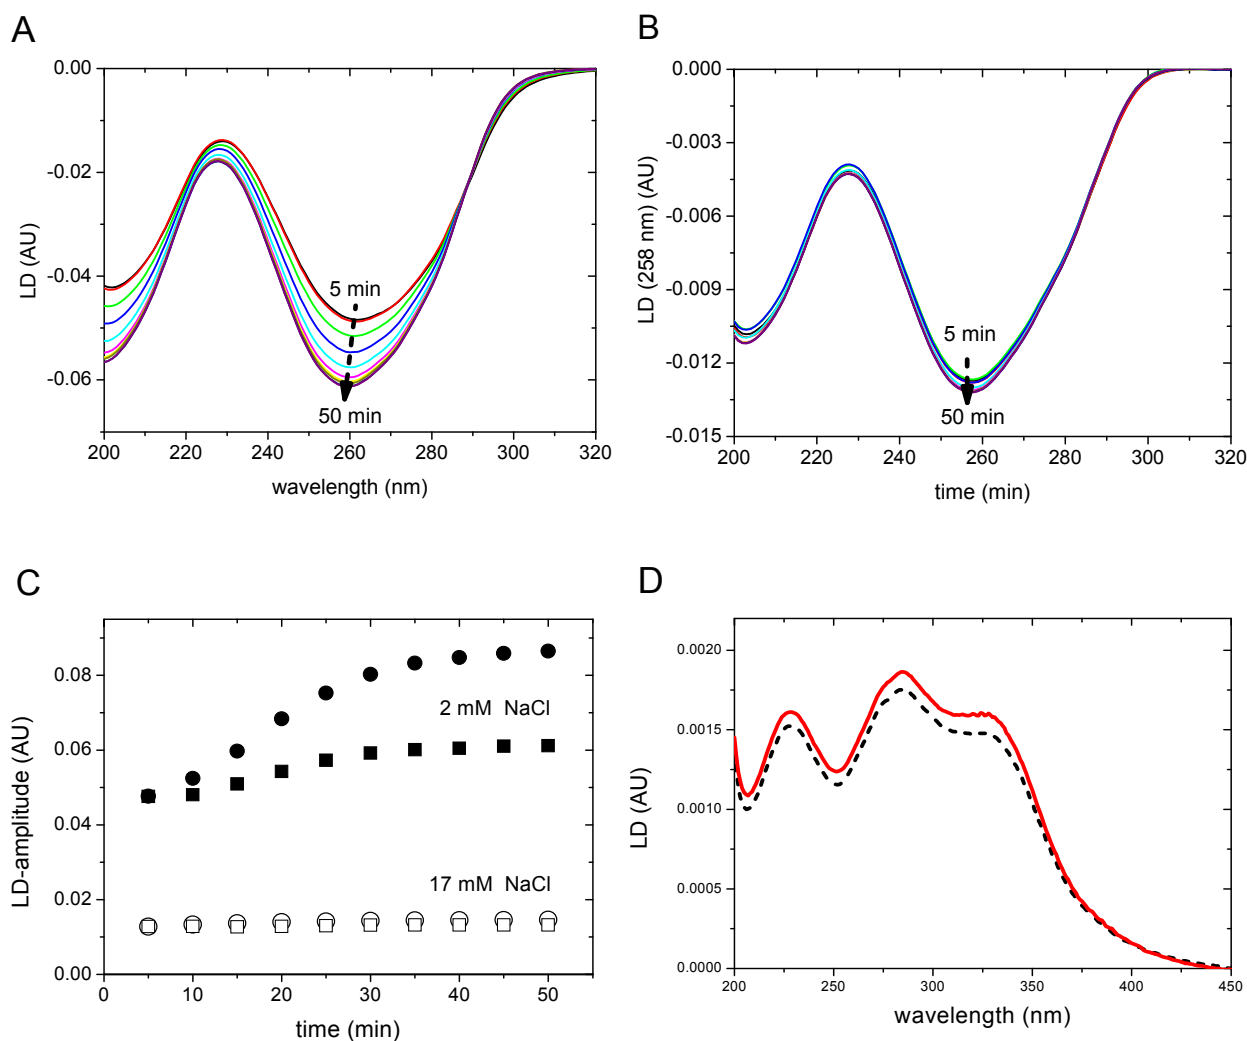 A
0.00
-0.02
-0.04
-0.06
LD (AU)
5 min
50 min
200 220 240 260 280 300 320
wavelength (nm)
B
0.000
-0.003
-0.006
-0.009
-0.012
-0.015
LD (258 nm) (AU)
5 min
50 min
200 220 240 260 280 300 320
time (min)
C
0.08
0.06
0.04
0.02
0.00
LD-amplitude (AU)
2 mM NaCl
17 mM NaCl
0 10 20 30 40 50
time (min)
D
0.0020
0.0015
0.0010
0.0005
0.0000
LD (AU)
200 250 300 350 400 450
wavelength (nm)